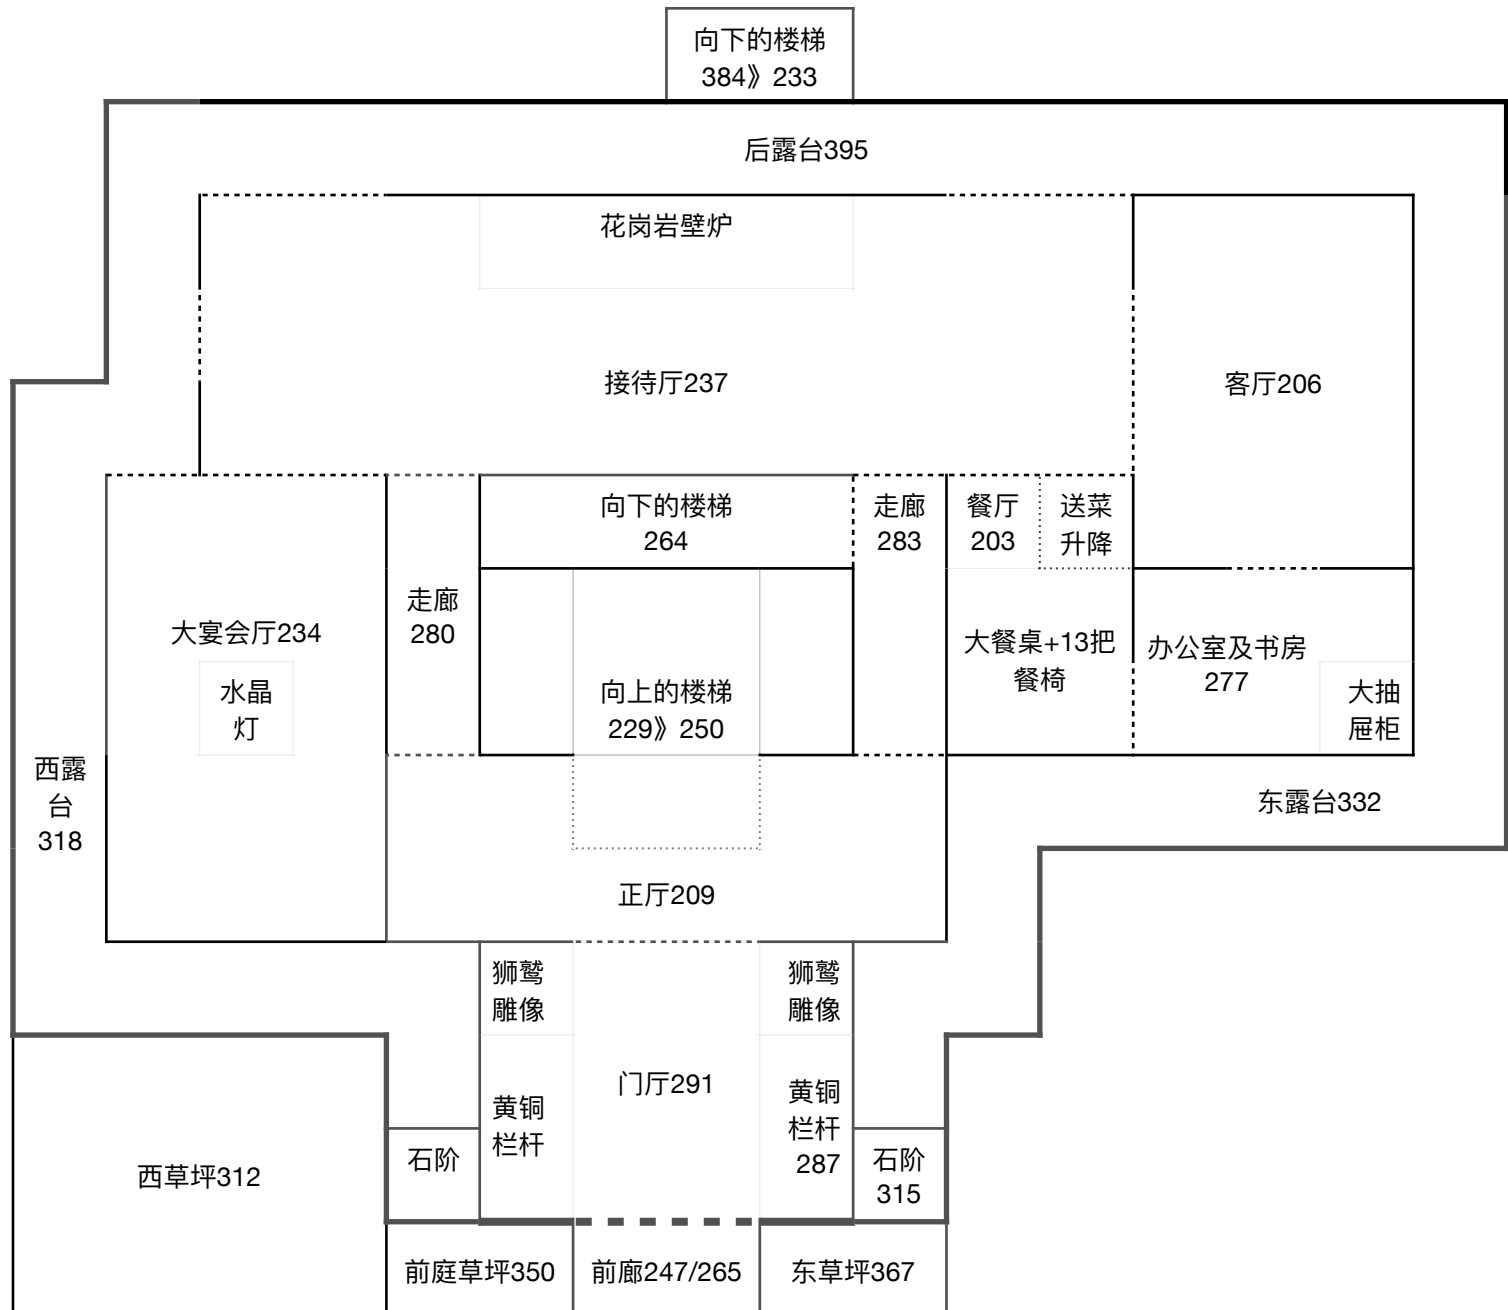 向下的楼梯
384》233
后露台395
花岗岩壁炉
接待厅237
客厅206
向下的楼梯
264
走廊
283
餐厅
203
送菜
升降
大宴会厅234
走廊
280
大餐桌+13把
餐椅
办公室及书房
277
水晶
灯
向上的楼梯
229》250
大抽
屉柜
西露
台
318
东露台332
正厅209
狮鹫
雕像
狮鹫
雕像
门厅291
黄铜
栏杆
黄铜
栏杆
287
西草坪312
石阶
石阶
315
前庭草坪350
前廊247/265
东草坪367